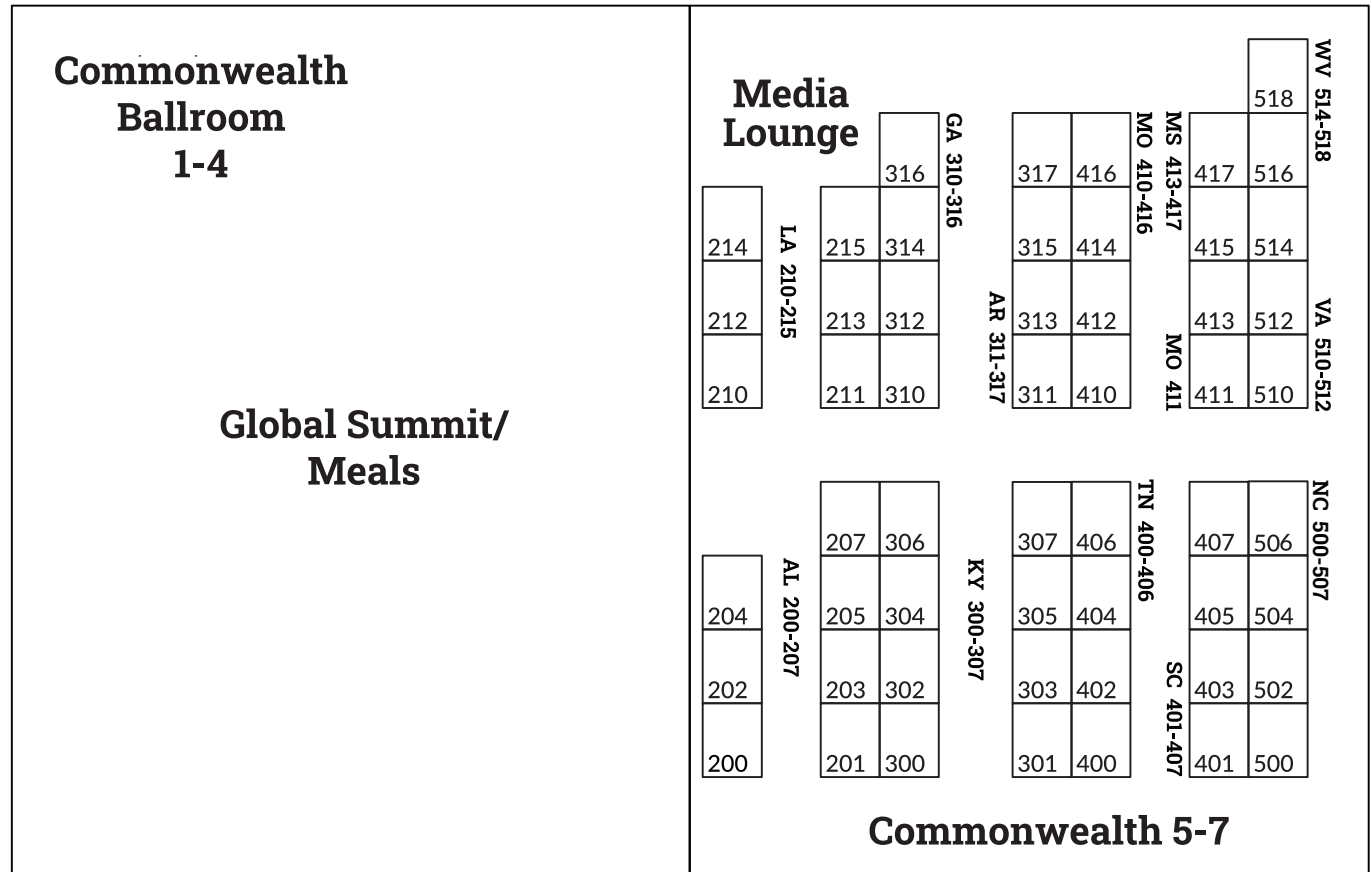 Commonwealth
Ballroom
1-4
Global Summit/
Meals
Media
Lounge
WV 514-518
518
GA 310-316
MO 410-416
MS 413-417
316
317 416
417 516
LA 210-215
214
215 314
315 414
415 514
AR 311-317
VA 510-512
212
213 312
313 412
413 512
MO 411
210
211 310
311 410
411 510
TN 400-406
NC 500-507
207 306
307 406
407 506
AL 200-207
KY 300-307
204
205 304
305 404
405 504
SC 401-407
202
203 302
303 402
403 502
200
201 300
301 400
401 500
Commonwealth 5-7